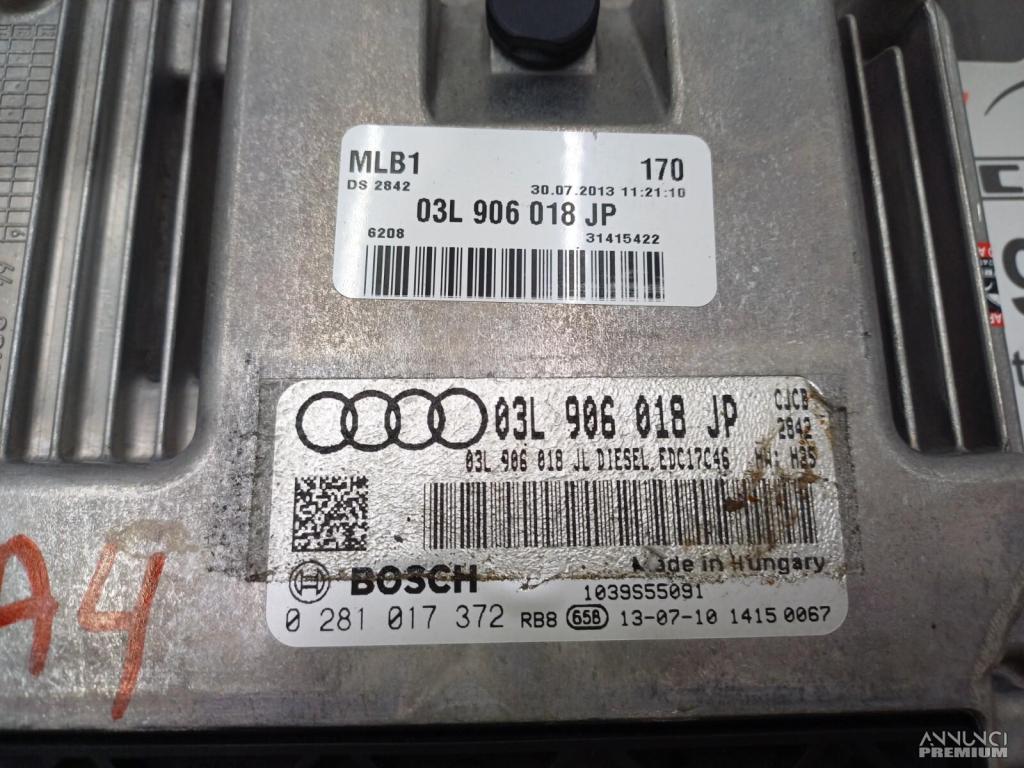 MLB1 170
DS 2842 30.07.2013 11:21:10
03L 906 018 JP
6208 31415422
03L 906 018 JP CJCB
2842
03L 906 018 JL DIESEL EDC17C46 HW: H25
Made in Hungary
BOSCH
1039S55091
0 281 017 372 RB8 658 13-07-10 1415 0067
A4
ANNUNCI
PREMIUM